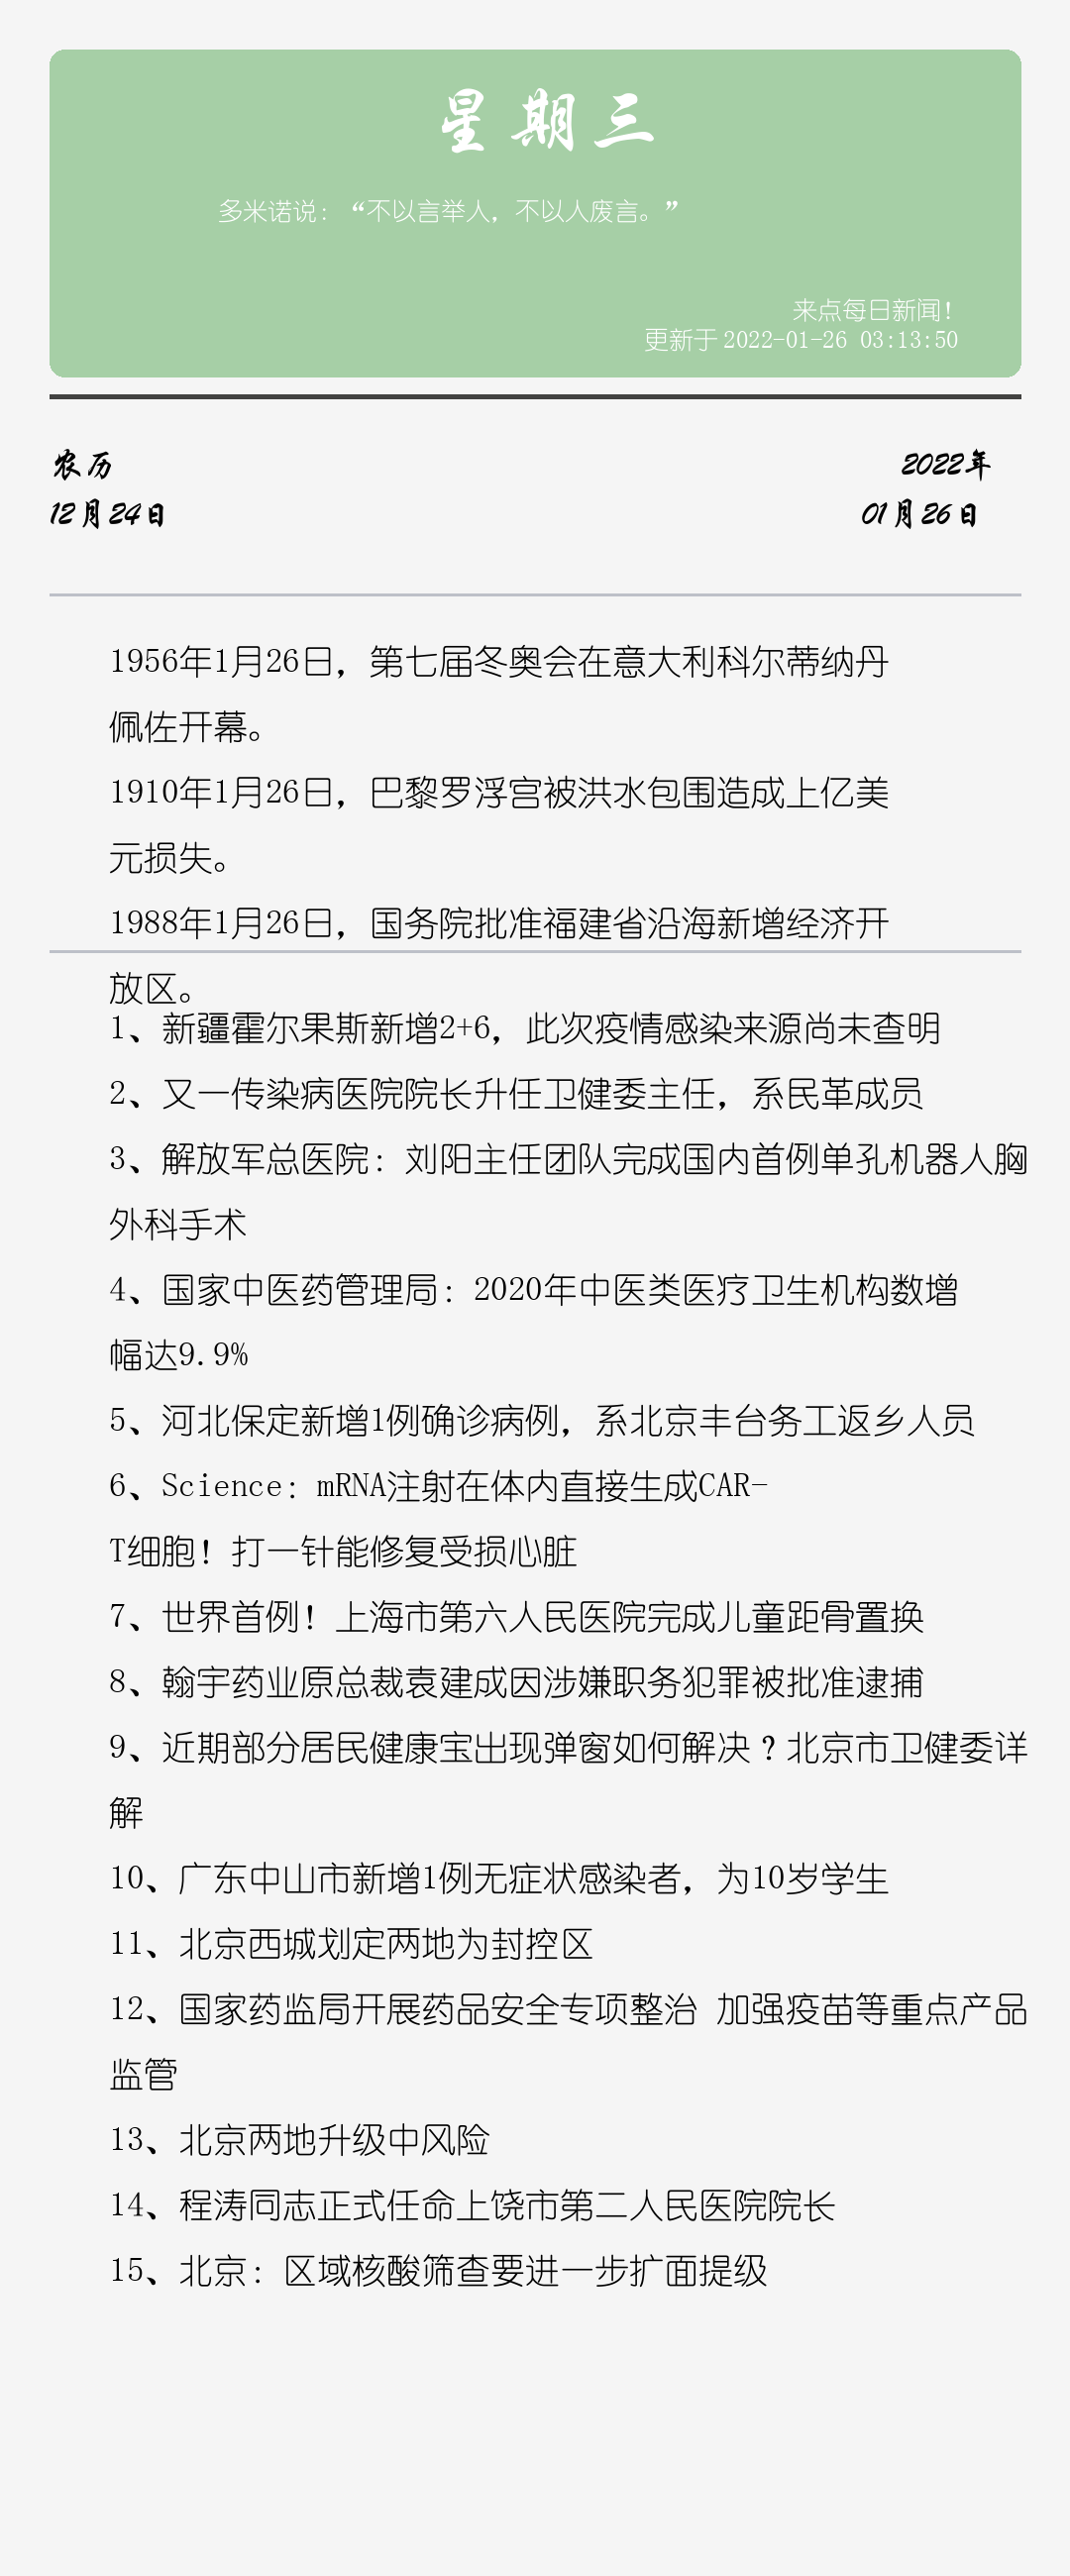 星期三
多米诺说：“不以言举人，不以人废言。”
来点每日新闻！
更新于 2022-01-26 03:13:50
农历
2022年
12月24日
01月26日
1956年1月26日，第七届冬奥会在意大利科尔蒂纳丹
佩佐开幕。
1910年1月26日，巴黎罗浮宫被洪水包围造成上亿美
元损失。
1988年1月26日，国务院批准福建省沿海新增经济开
放区。
1、新疆霍尔果斯新增2+6，此次疫情感染来源尚未查明
2、又一传染病医院院长升任卫健委主任，系民革成员
3、解放军总医院：刘阳主任团队完成国内首例单孔机器人胸
外科手术
4、国家中医药管理局：2020年中医类医疗卫生机构数增
幅达9.9%
5、河北保定新增1例确诊病例，系北京丰台务工返乡人员
6、Science：mRNA注射在体内直接生成CAR-
T细胞！打一针能修复受损心脏
7、世界首例！上海市第六人民医院完成儿童距骨置换
8、翰宇药业原总裁袁建成因涉嫌职务犯罪被批准逮捕
9、近期部分居民健康宝出现弹窗如何解决？北京市卫健委详
解
10、广东中山市新增1例无症状感染者，为10岁学生
11、北京西城划定两地为封控区
12、国家药监局开展药品安全专项整治 加强疫苗等重点产品
监管
13、北京两地升级中风险
14、程涛同志正式任命上饶市第二人民医院院长
15、北京：区域核酸筛查要进一步扩面提级